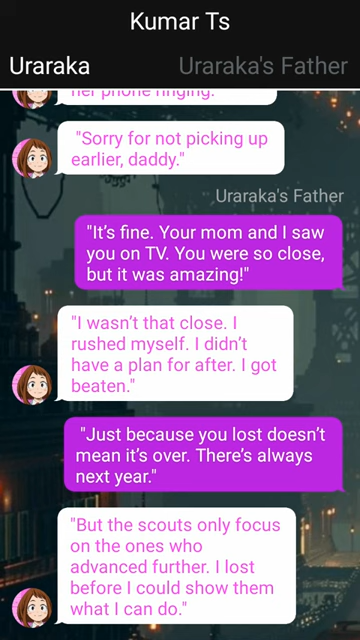 Kumar Ts
Uraraka
Uraraka's Father
her phone ringing.
"Sorry for not picking up
earlier, daddy."
Uraraka's Father
"It’s fine. Your mom and I saw
you on TV. You were so close,
but it was amazing!"
"I wasn’t that close. I
rushed myself. I didn’t
have a plan for after. I got
beaten."
"Just because you lost doesn’t
mean it’s over. There’s always
next year."
"But the scouts only focus
on the ones who
advanced further. I lost
before I could show them
what I can do."